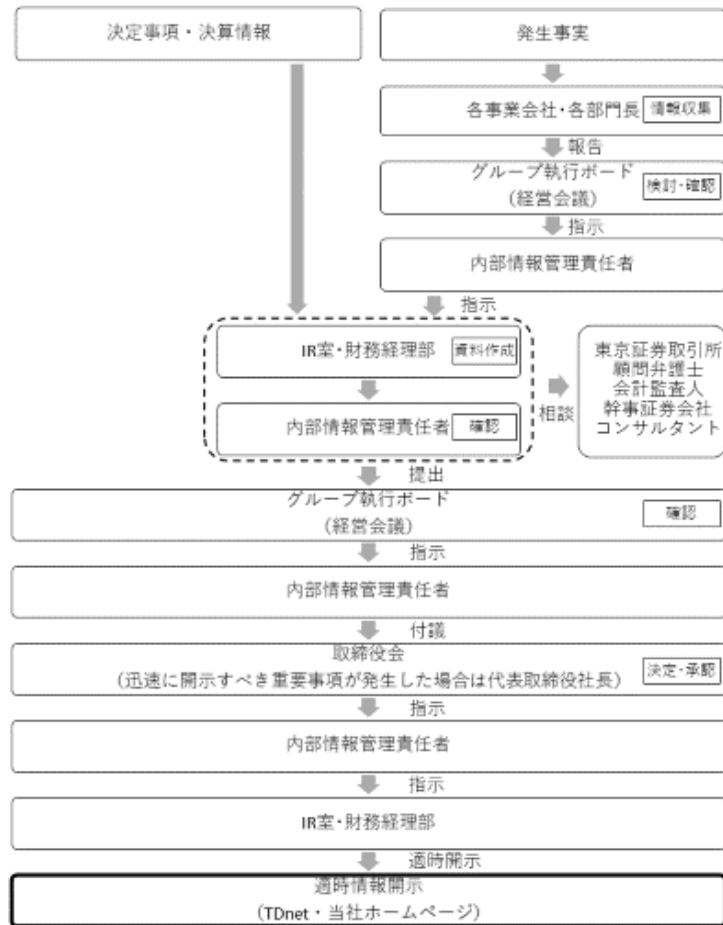 決定事項・決算情報
発生事実
各事業会社・各部門長 情報収集
報告
グループ執行ボード
(経営会議)
検討・確認
指示
内部情報管理責任者
指示
IR室・財務経理部 資料作成
内部情報管理責任者 確認
相談
東京証券取引所
顧問弁護士
会計監査人
幹事証券会社
コンサルタント
提出
グループ執行ボード
(経営会議)
確認
指示
内部情報管理責任者
付議
取締役会
(迅速に開示すべき重要事項が発生した場合は代表取締役社長)
決定・承認
指示
内部情報管理責任者
指示
IR室・財務経理部
適時開示
適時情報開示
(TDnet・当社ホームページ)